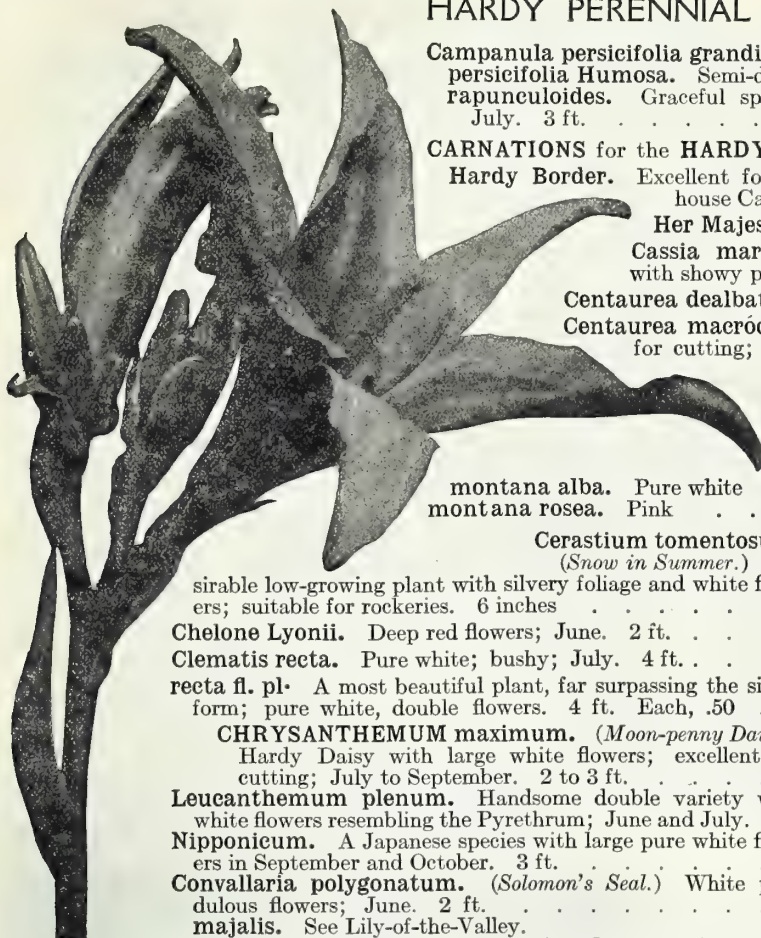 HARDY PERENNIAL
Campanula persicifolia grandi
persicifolia Humosa. Semi-d
rapunculoides. Graceful sp
July. 3 ft. . . . . .
CARNATIONS for the HARDY
Hardy Border. Excellent fo
house Ca
Her Majes
Cassia mar
with showy p
Centaurea dealbat
Centaurea macróc
for cutting;
montana alba. Pure white
montana rosea. Pink . .
Cerastium tomentosu
(Snow in Summer.)
sirable low-growing plant with silvery foliage and white f
ers; suitable for rockeries. 6 inches . . . . .
Chelone Lyonii. Deep red flowers; June. 2 ft. . .
Clematis recta. Pure white; bushy; July. 4 ft. . .
recta fl. pl· A most beautiful plant, far surpassing the si
form; pure white, double flowers. 4 ft. Each, .50
CHRYSANTHEMUM maximum. (Moon-penny Dai
Hardy Daisy with large white flowers; excellent
cutting; July to September. 2 to 3 ft. . . .
Leucanthemum plenum. Handsome double variety v
white flowers resembling the Pyrethrum; June and July.
Nipponicum. A Japanese species with large pure white f
ers in September and October. 3 ft. . . . . . .
Convallaria polygonatum. (Solomon's Seal.) White p
dulous flowers; June. 2 ft. . . . . . . .
majalis. See Lily-of-the-Valley.